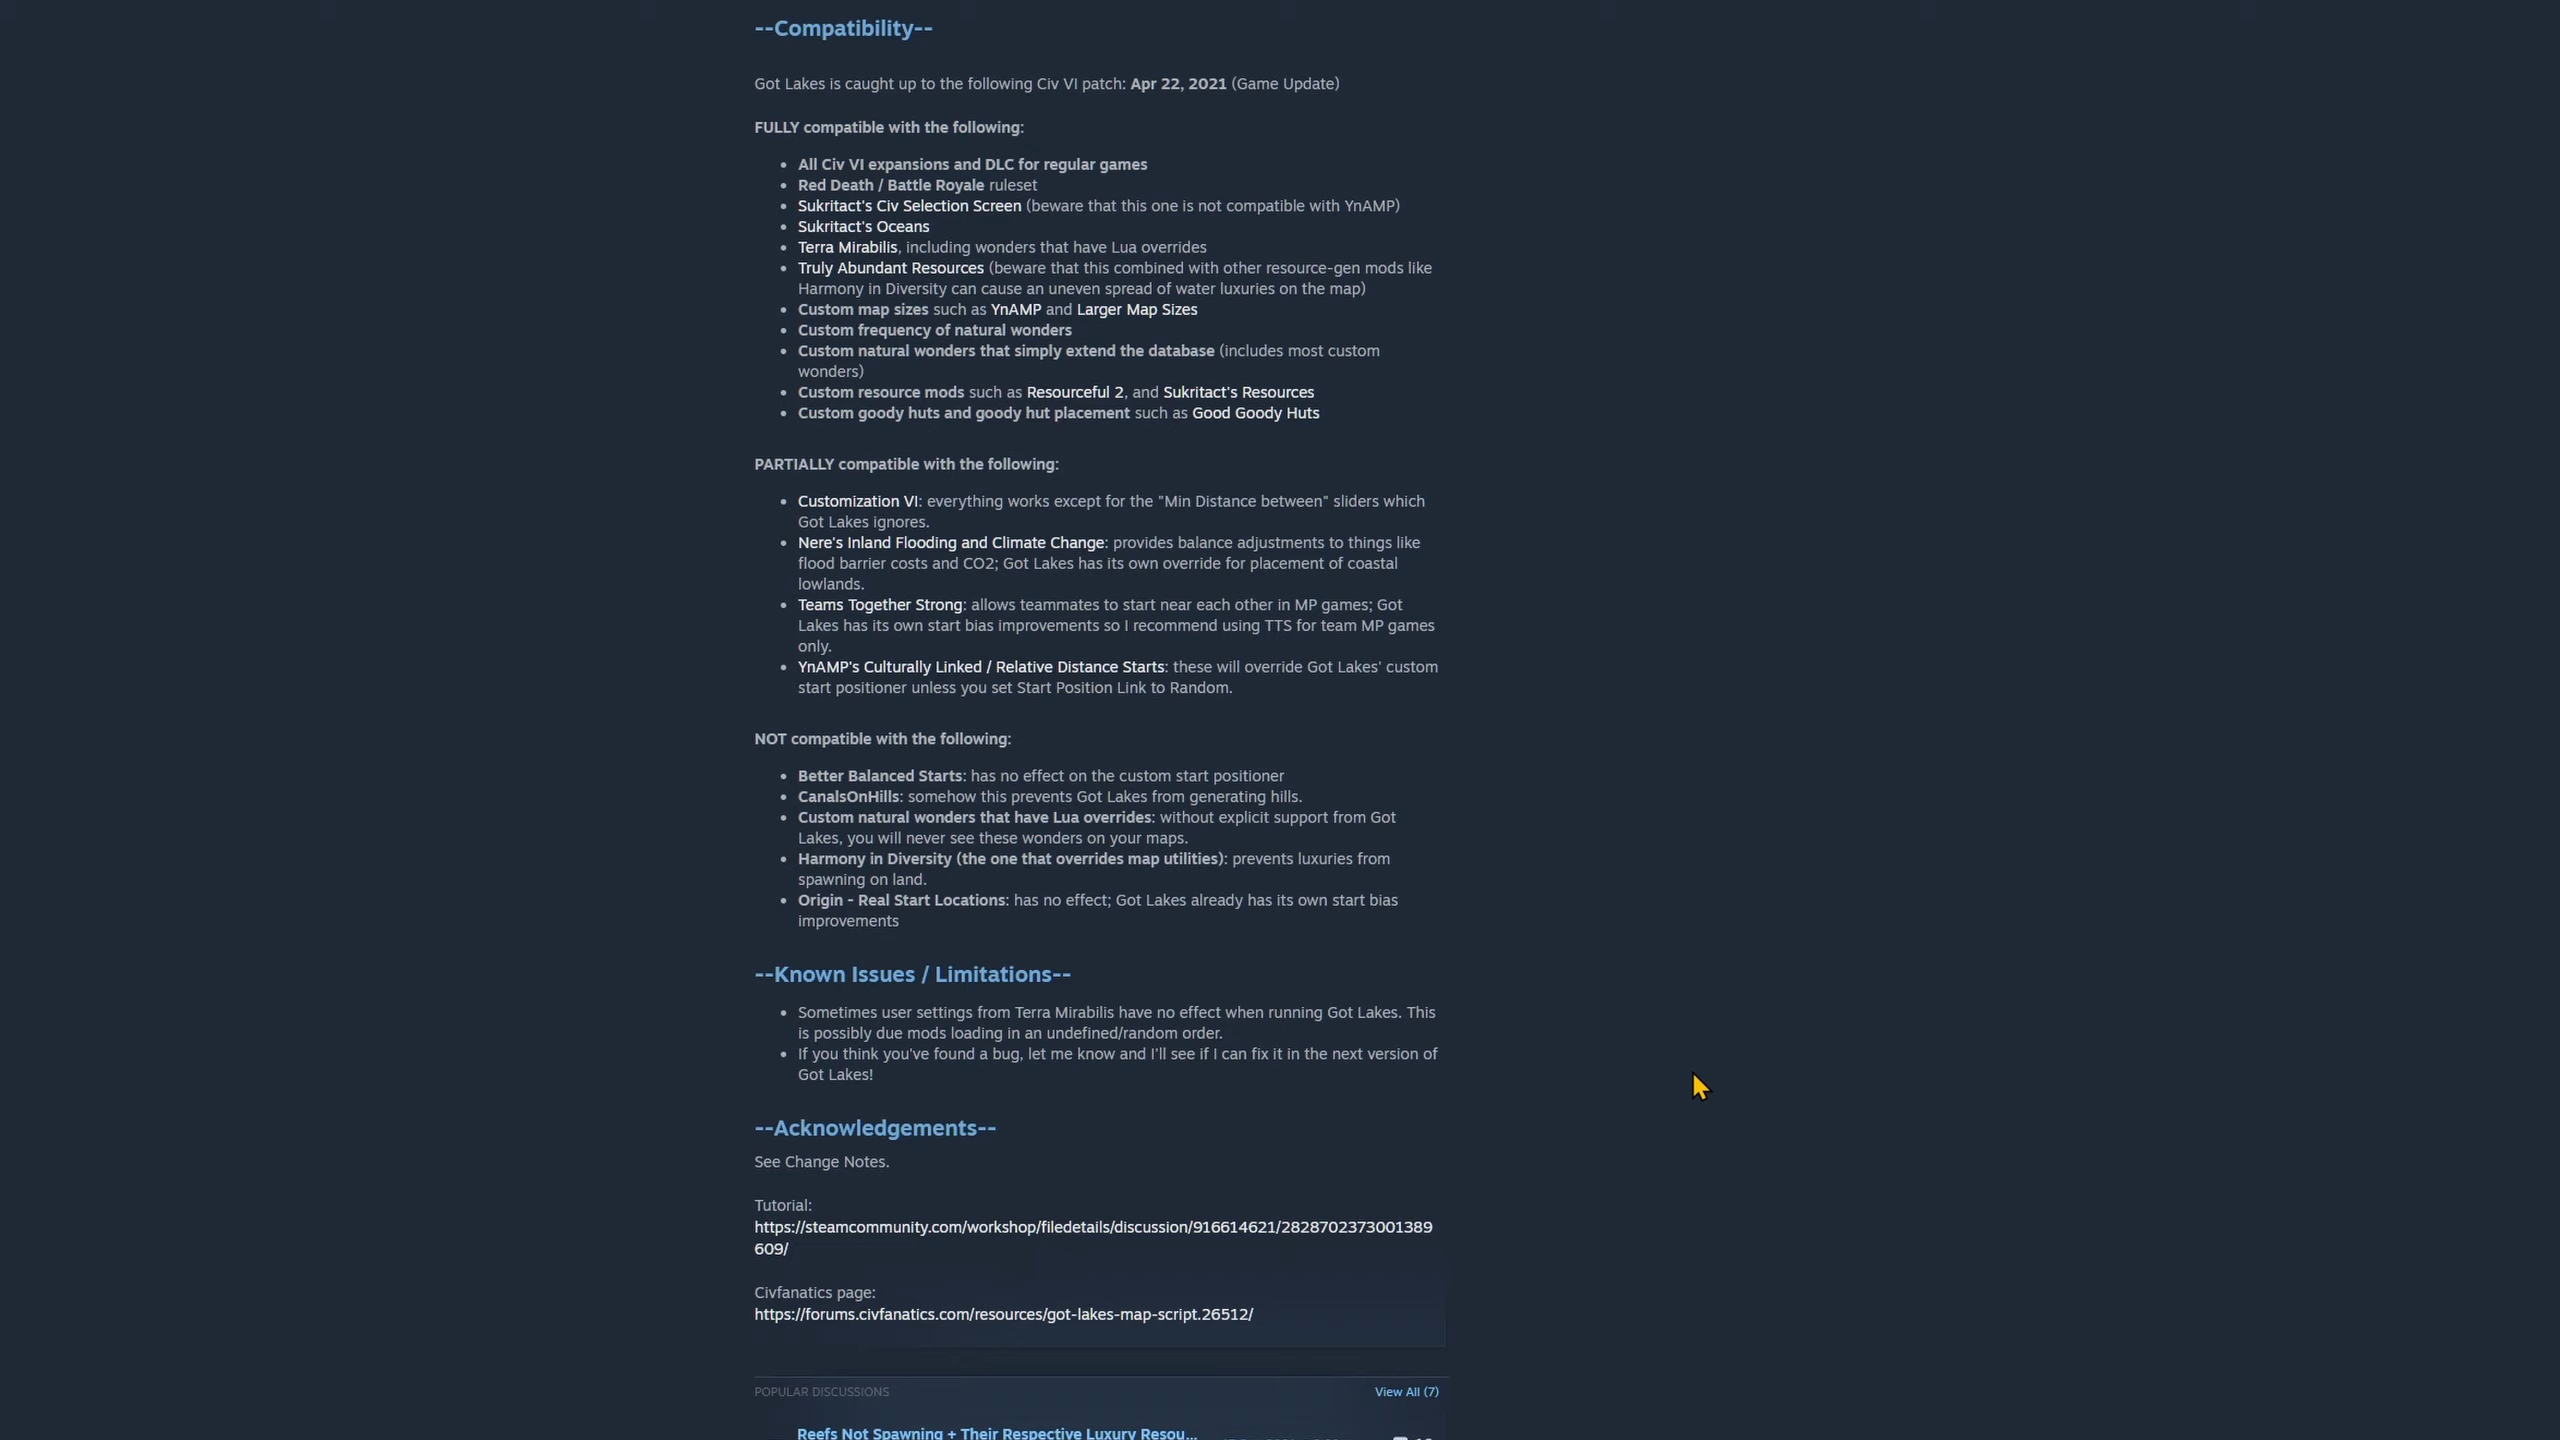 --Compatibility--
Got Lakes is caught up to the following Civ VI patch: Apr 22, 2021 (Game Update)
FULLY compatible with the following:
• All Civ VI expansions and DLC for regular games
• Red Death / Battle Royale ruleset
• Sukritact's Civ Selection Screen (beware that this one is not compatible with YnAMP)
• Sukritact's Oceans
• Terra Mirabilis, including wonders that have Lua overrides
• Truly Abundant Resources (beware that this combined with other resource-gen mods like
Harmony in Diversity can cause an uneven spread of water luxuries on the map)
• Custom map sizes such as YnAMP and Larger Map Sizes
• Custom frequency of natural wonders
• Custom natural wonders that simply extend the database (includes most custom
wonders)
• Custom resource mods such as Resourceful 2, and Sukritact's Resources
• Custom goody huts and goody hut placement such as Good Goody Huts
PARTIALLY compatible with the following:
• Customization VI: everything works except for the "Min Distance between" sliders which
Got Lakes ignores.
• Nere's Inland Flooding and Climate Change: provides balance adjustments to things like
flood barrier costs and CO2; Got Lakes has its own override for placement of coastal
lowlands.
• Teams Together Strong: allows teammates to start near each other in MP games; Got
Lakes has its own start bias improvements so I recommend using TTS for team MP games
only.
• YnAMP's Culturally Linked / Relative Distance Starts: these will override Got Lakes' custom
start positioner unless you set Start Position Link to Random.
NOT compatible with the following:
• Better Balanced Starts: has no effect on the custom start positioner
• CanalsOnHills: somehow this prevents Got Lakes from generating hills.
• Custom natural wonders that have Lua overrides: without explicit support from Got
Lakes, you will never see these wonders on your maps.
• Harmony in Diversity (the one that overrides map utilities): prevents luxuries from
spawning on land.
• Origin - Real Start Locations: has no effect; Got Lakes already has its own start bias
improvements
--Known Issues / Limitations--
• Sometimes user settings from Terra Mirabilis have no effect when running Got Lakes. This
is possibly due mods loading in an undefined/random order.
• If you think you've found a bug, let me know and I'll see if I can fix it in the next version of
Got Lakes!
--Acknowledgements--
See Change Notes.
Tutorial:
https://steamcommunity.com/workshop/filedetails/discussion/916614621/2828702373001389
609/
Civfanatics page:
https://forums.civfanatics.com/resources/got-lakes-map-script.26512/
POPULAR DISCUSSIONS
View All (7)
Reefs Not Spawning + Their Respective Luxury Resou...